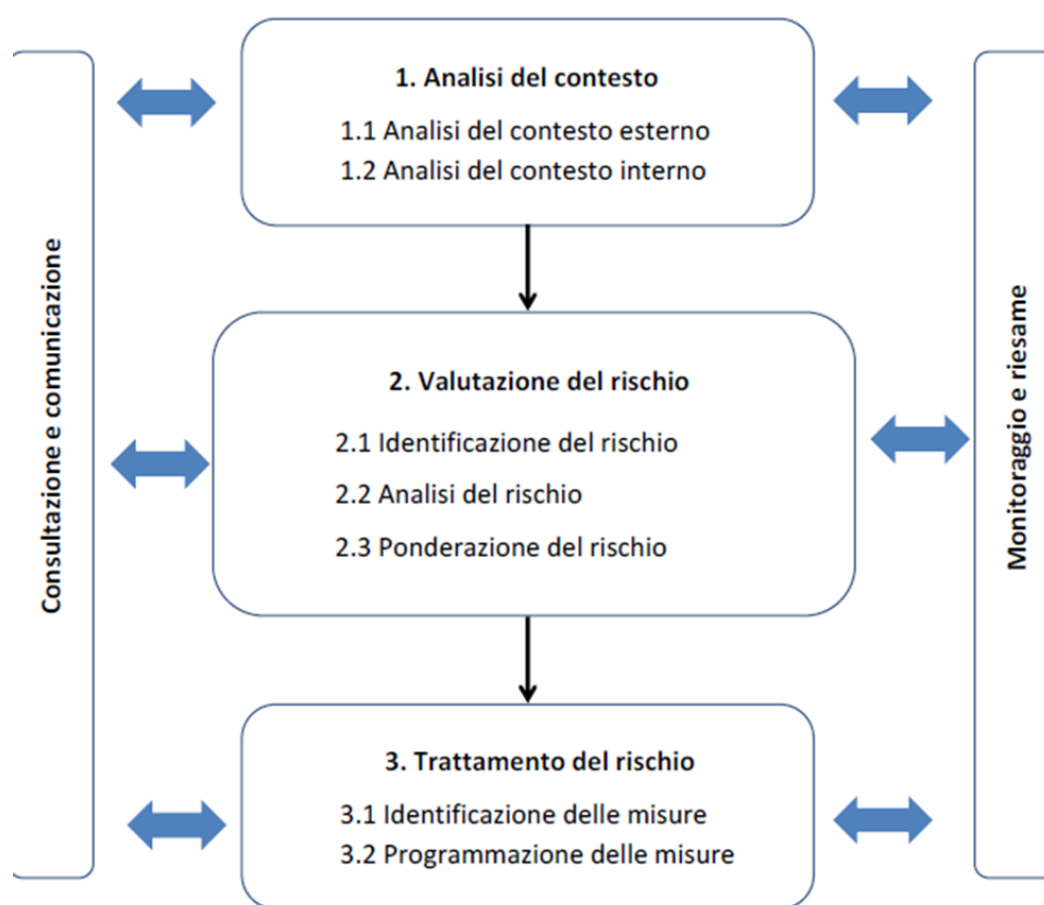 Consultazione e comunicazione
1. Analisi del contesto
1.1 Analisi del contesto esterno
1.2 Analisi del contesto interno
2. Valutazione del rischio
2.1 Identificazione del rischio
2.2 Analisi del rischio
2.3 Ponderazione del rischio
3. Trattamento del rischio
3.1 Identificazione delle misure
3.2 Programmazione delle misure
Monitoraggio e riesame